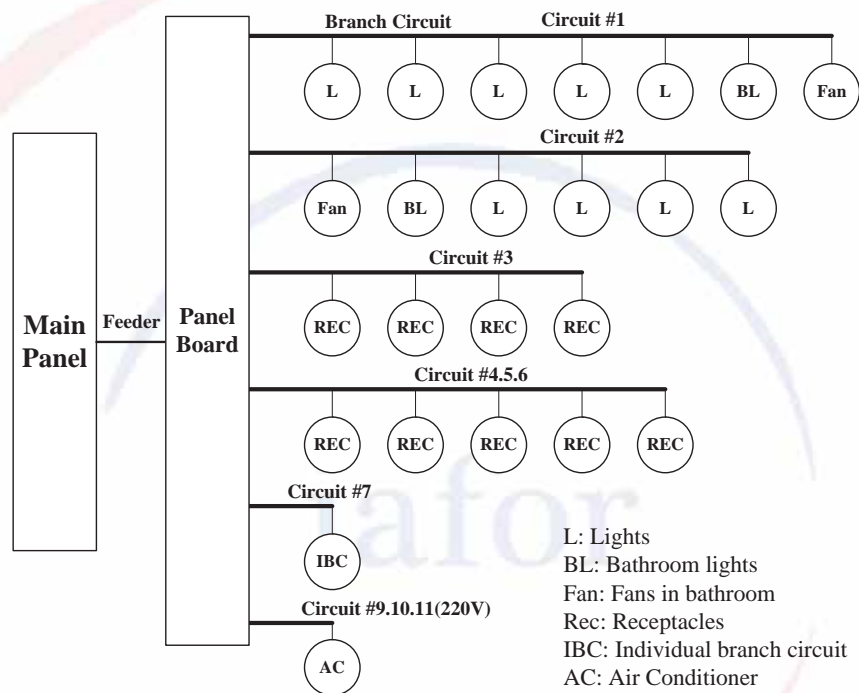 Branch Circuit Circuit #1
L L L L L BL Fan
Circuit #2
Fan BL L L L L
Circuit #3
REC REC REC REC
Main
Panel
Feeder
Panel
Board
Circuit #4.5.6
REC REC REC REC REC
Circuit #7
IBC
Circuit #9.10.11(220V)
AC
L: Lights
BL: Bathroom lights
Fan: Fans in bathroom
Rec: Receptacles
IBC: Individual branch circuit
AC: Air Conditioner
iafor